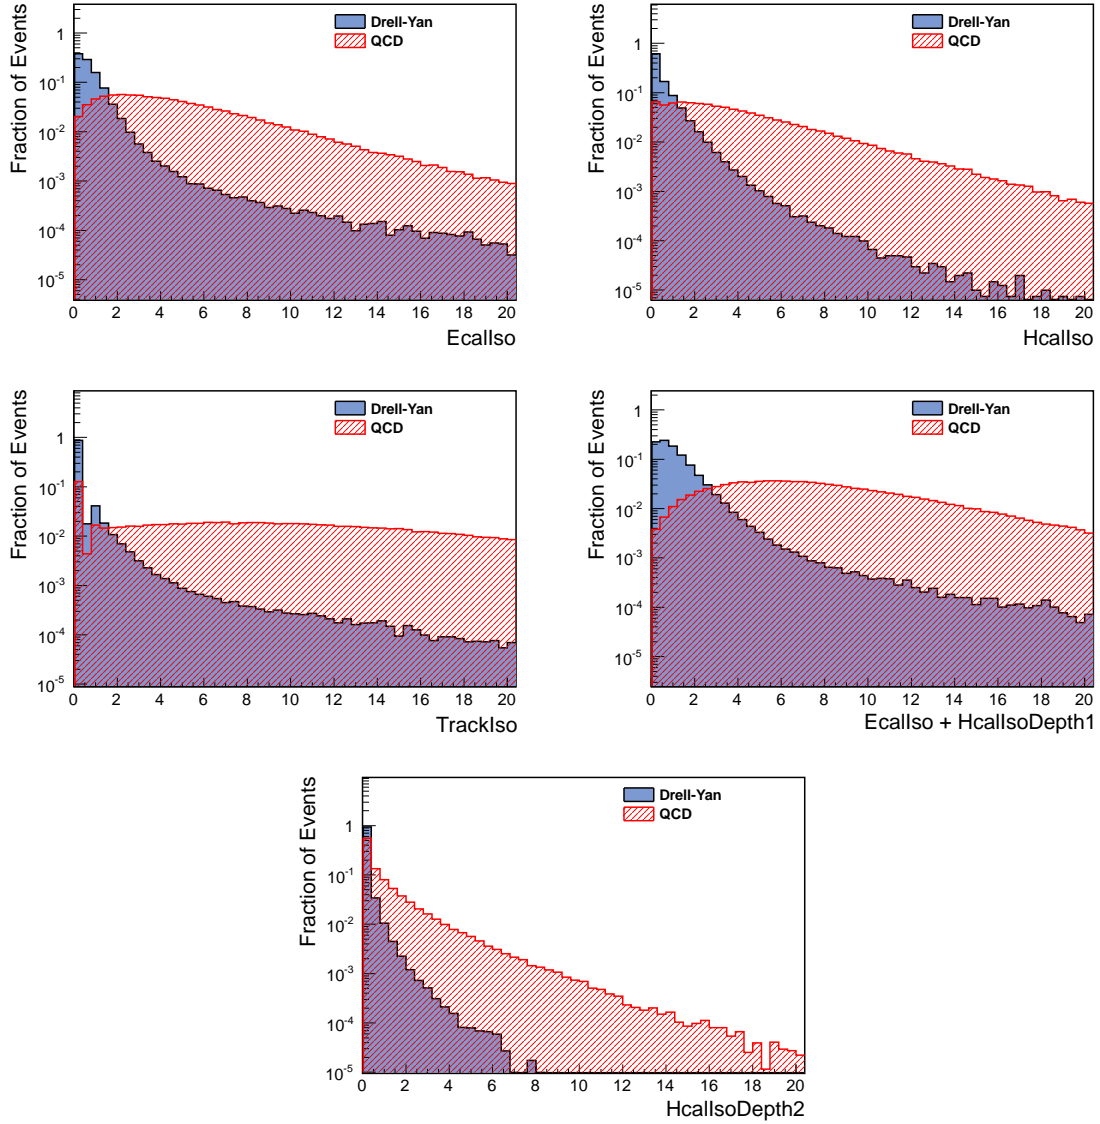 Fraction of Events
Drell-Yan
QCD
1
10-1
10-2
10-3
10-4
10-5
0 2 4 6 8 10 12 14 16 18 20
EcalIso
Fraction of Events
Drell-Yan
QCD
1
10-1
10-2
10-3
10-4
10-5
0 2 4 6 8 10 12 14 16 18 20
HcalIso
Fraction of Events
Drell-Yan
QCD
1
10-1
10-2
10-3
10-4
10-5
0 2 4 6 8 10 12 14 16 18 20
TrackIso
Fraction of Events
Drell-Yan
QCD
1
10-1
10-2
10-3
10-4
10-5
0 2 4 6 8 10 12 14 16 18 20
EcalIso + HcalIsoDepth1
Fraction of Events
Drell-Yan
QCD
1
10-1
10-2
10-3
10-4
10-5
0 2 4 6 8 10 12 14 16 18 20
HcalIsoDepth2